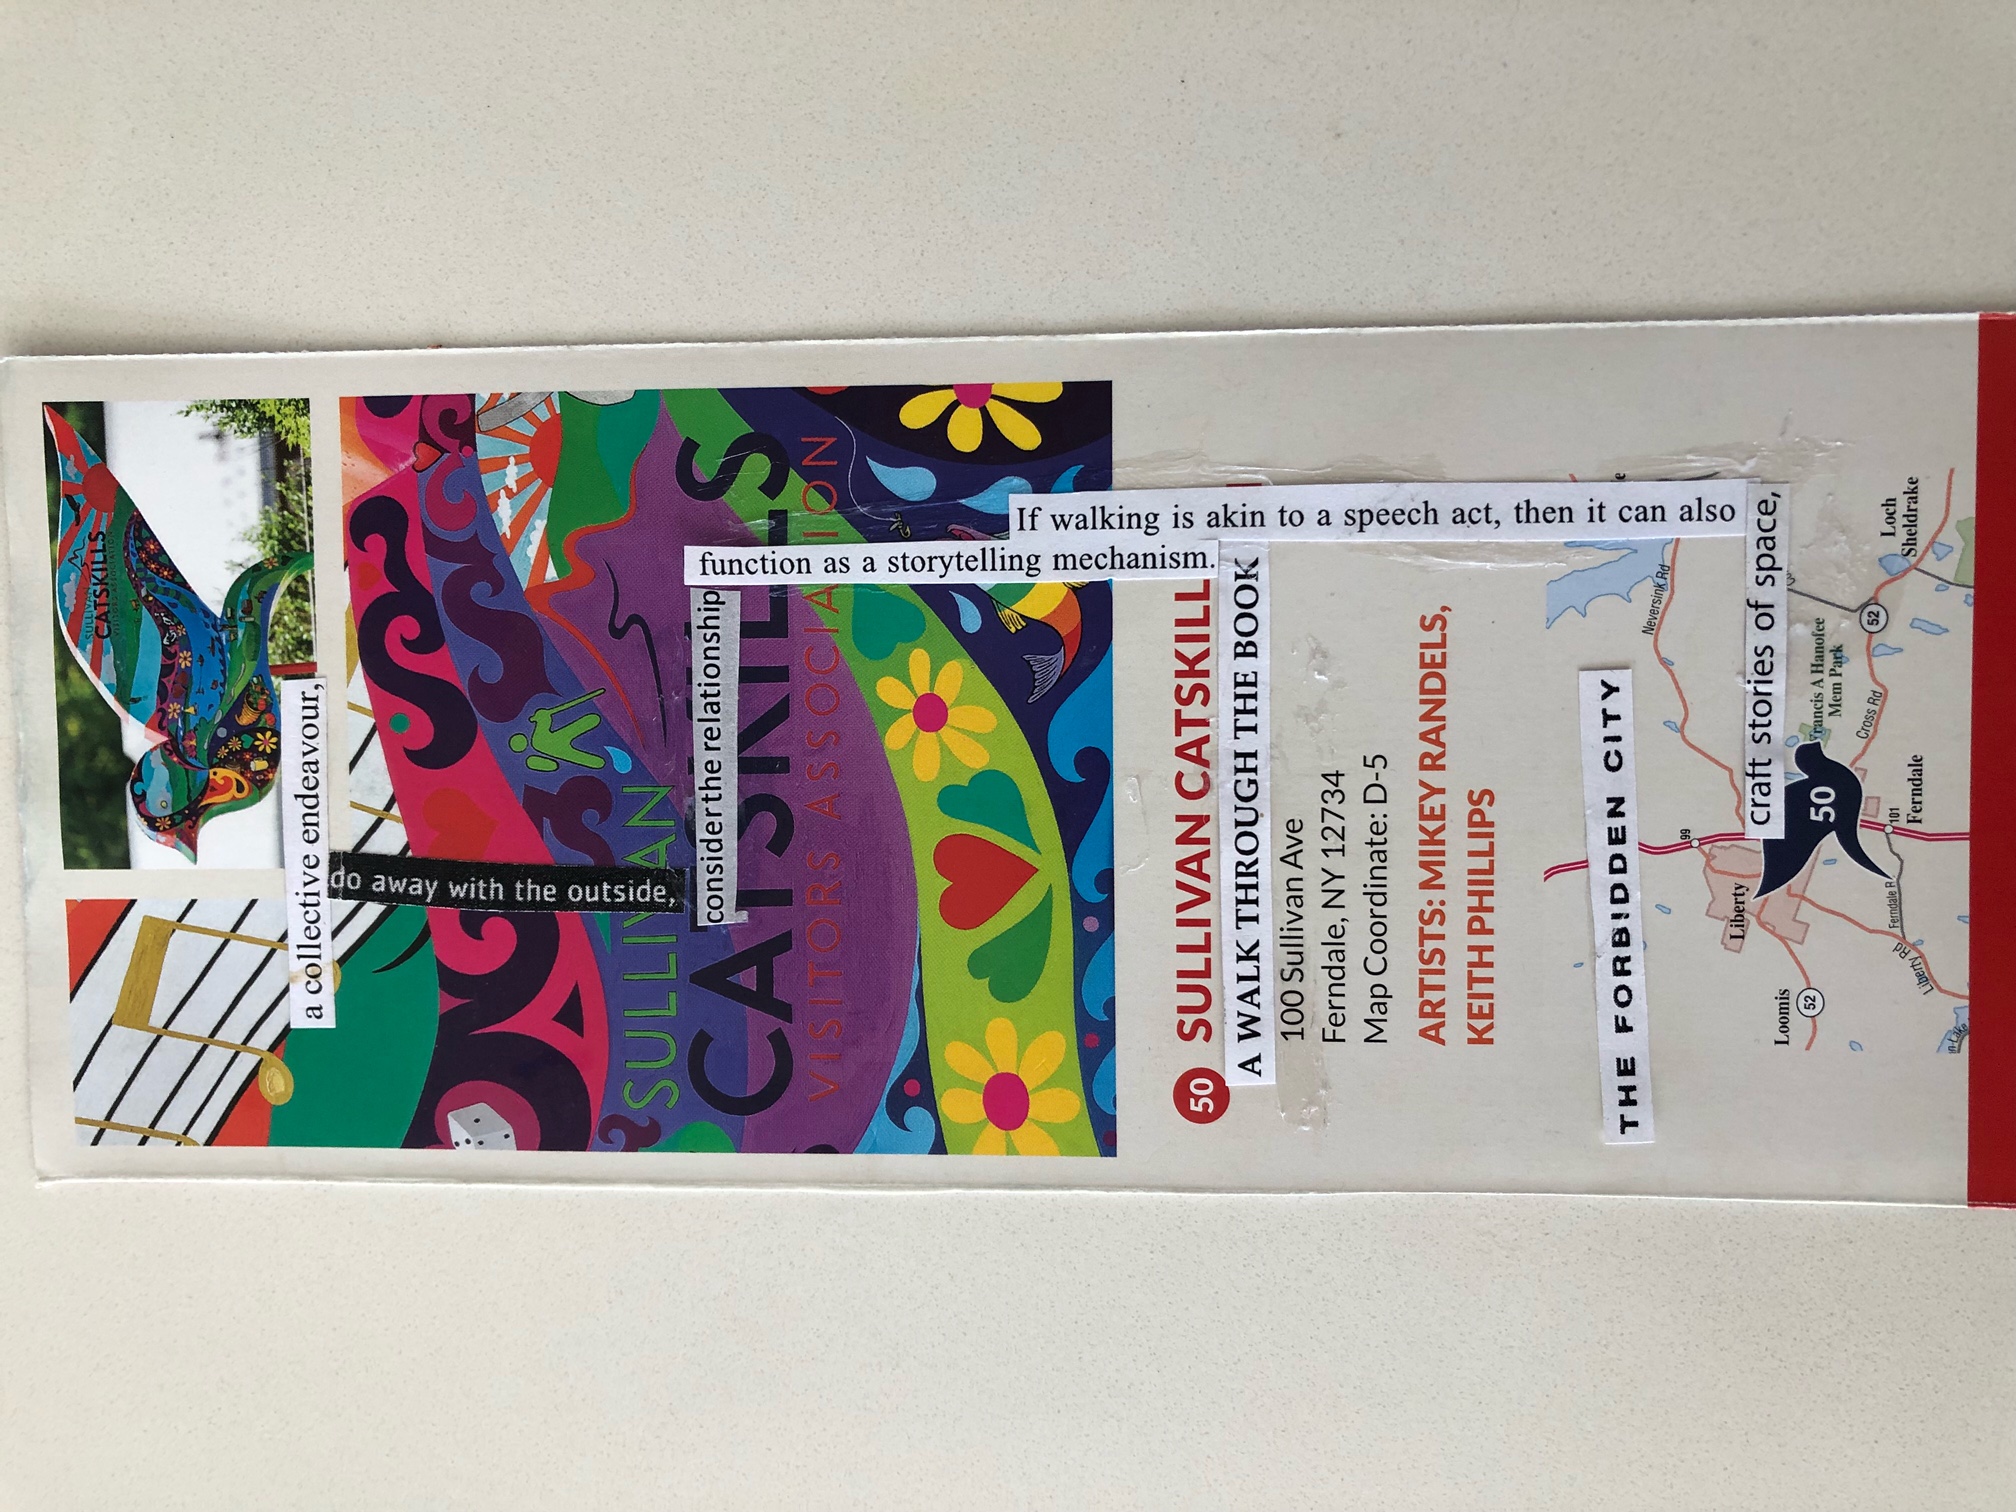 SULLIVAN
CATSKILLS
a collective endeavour,
do away with the outside,
SULLIVAN
CATSKILLS
VISITORS ASSOCIATION
consider the relationship
function as a storytelling mechanism.
If walking is akin to a speech act, then it can also
50 SULLIVAN CATSKILL
A WALK THROUGH THE BOOK
100 Sullivan Ave
Ferndale, NY 12734
Map Coordinate: D-5
ARTISTS: MIKEY RANDELS,
KEITH PHILLIPS
THE FORBIDDEN CITY
craft stories of space,
Neversink Rd
99
Liberty
50
Francis A Hanofee
Mem Park
Cross Rd
52
Loch
Sheldrake
Loomis
52
Ferndale R
101
Ferndale
Liberty Rd